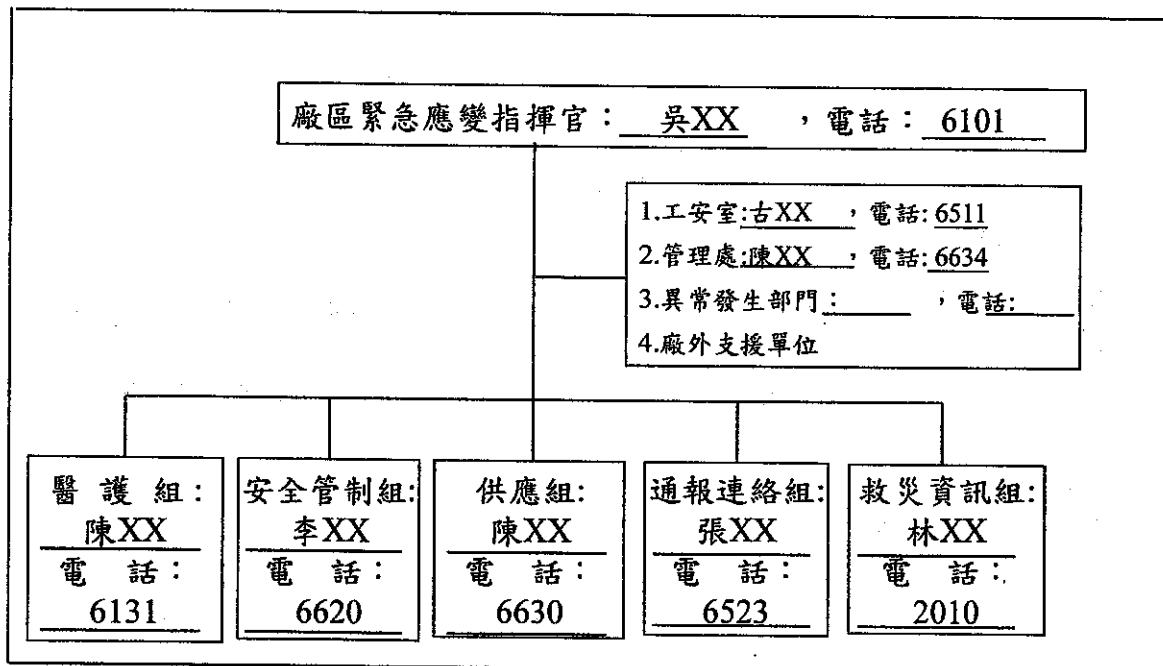 廠區緊急應變指揮官：吳XX，電話：6101
1.工安室:古XX，電話:6511
2.管理處:陳XX，電話:6634
3.異常發生部門：　　　，電話:
4.廠外支援單位
醫護組:
陳XX
電話：
6131
安全管制組:
李XX
電話：
6620
供應組:
陳XX
電話：
6630
通報連絡組:
張XX
電話：
6523
救災資訊組:
林XX
電話：
2010